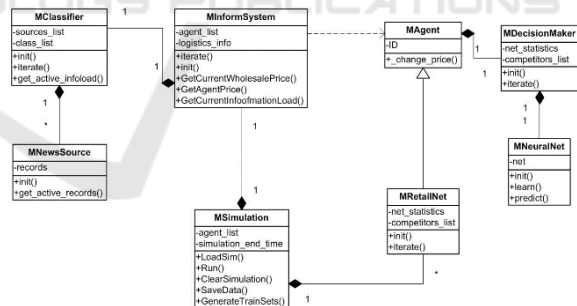 MClassifier
-sources_list
-class_list
+init()
+iterate()
+get_active_infoload()
1
1
1
*
MNewsSource
-records
+init()
+get_active_records()
MInformSystem
-agent_list
-logistics_info
+iterate()
+init()
+GetCurrentWholesalePrice()
+GetAgentPrice()
+GetCurrentInfoofmationLoad()
1
1
MSimulation
-agent_list
-simulation_end_time
+LoadSim()
+Run()
+ClearSimulation()
+SaveData()
+GenerateTrainSets()
1
*
MAgent
-ID
+_change_price()
1
1
MRetailNet
-net_statistics
-competitors_list
+init()
+iterate()
MDecisionMaker
-net_statistics
-competitors_list
+init()
+iterate()
1
1
MNeuralNet
-net
+init()
+learn()
+predict()